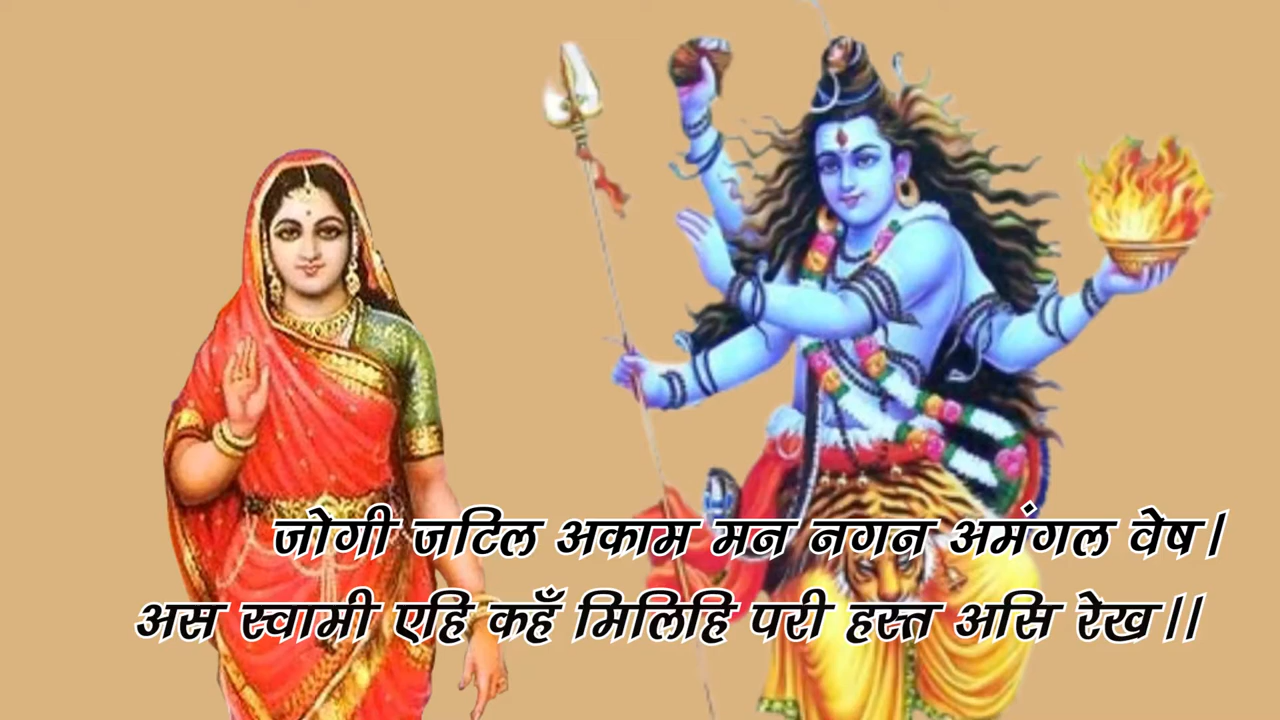 जोगी जटिल अकाम मन नगन अमंगल वेष।
अस स्वामी एहि कहँ मिलिहि परी हस्त असि रेख।।